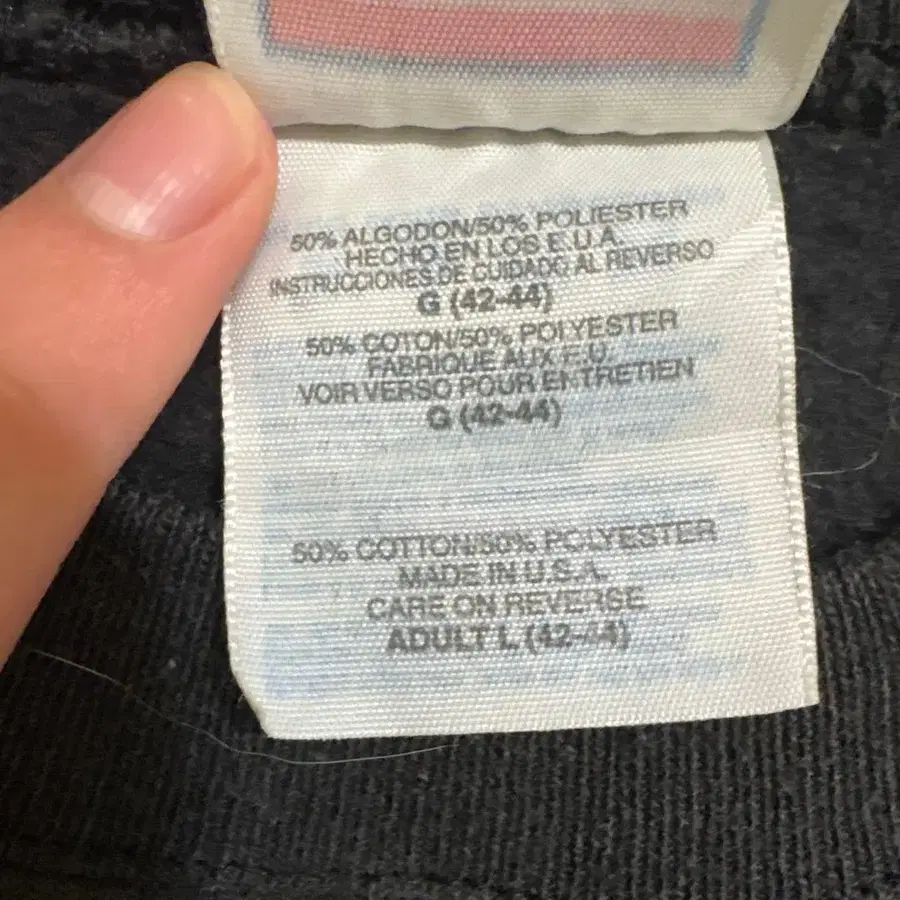 50% ALGODON/50% POLIESTER
HECHO EN LOS E.U.A.
INSTRUCCIONES DE CUIDADO AL REVERSO
G (42-44)
50% COTON/50% POLYESTER
FABRIQUE AUX E.U.
VOIR VERSO POUR ENTRETIEN
G (42-44)
50% COTTON/50% POLYESTER
MADE IN U.S.A.
CARE ON REVERSE
ADULT L (42-44)